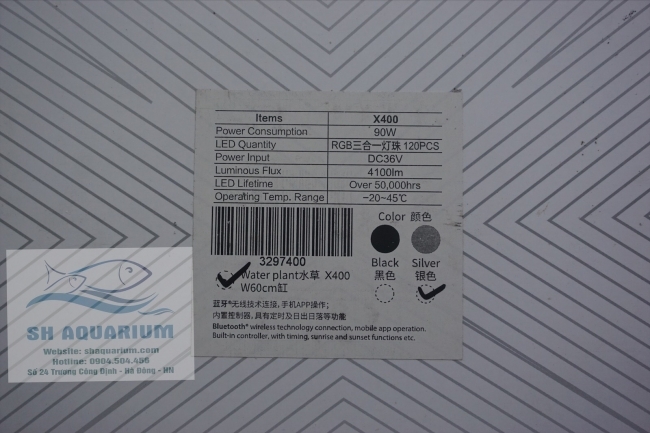 Items X400
Power Consumption 90W
LED Quantity RGB三合一灯珠 120PCS
Power Input DC36V
Luminous Flux 4100lm
LED Lifetime Over 50,000hrs
Operating Temp. Range -20~45℃
3297400
Water plant水草 X400
W60cm缸
Color 颜色
Black Silver
黑色 银色
蓝牙®无线技术连接，手机APP操作；
内置控制器，具有定时及日出日落等功能
Bluetooth® wireless technology connection, mobile app operation.
Built-in controller, with timing, sunrise and sunset functions etc.
SH AQUARIUM
Website: shaquarium.com
Hotline: 0904.504.456
Số 24 Trương Công Định - Hà Đông - HN